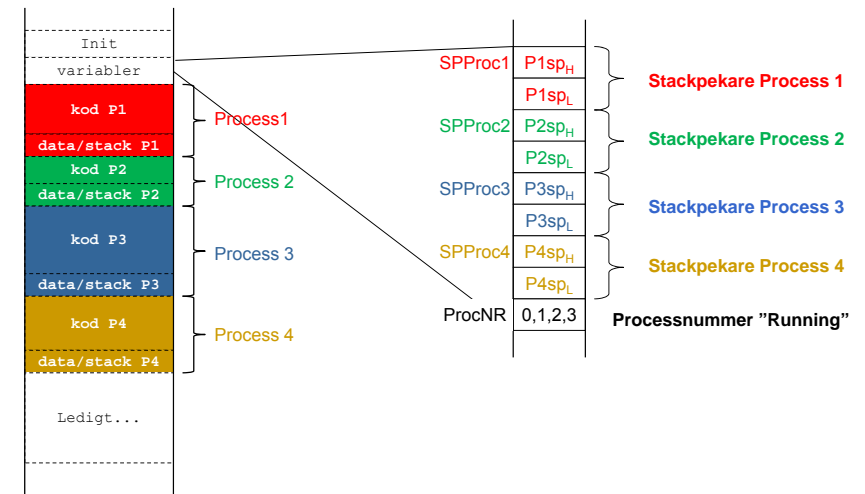 Init
variabler
kod P1
data/stack P1
kod P2
data/stack P2
kod P3
data/stack P3
kod P4
data/stack P4
Ledigt...
Process1
Process 2
Process 3
Process 4
SPProc1 P1spH
P1spL
SPProc2 P2spH
P2spL
SPProc3 P3spH
P3spL
SPProc4 P4spH
P4spL
ProcNR 0,1,2,3
Stackpekare Process 1
Stackpekare Process 2
Stackpekare Process 3
Stackpekare Process 4
Processnummer ”Running”